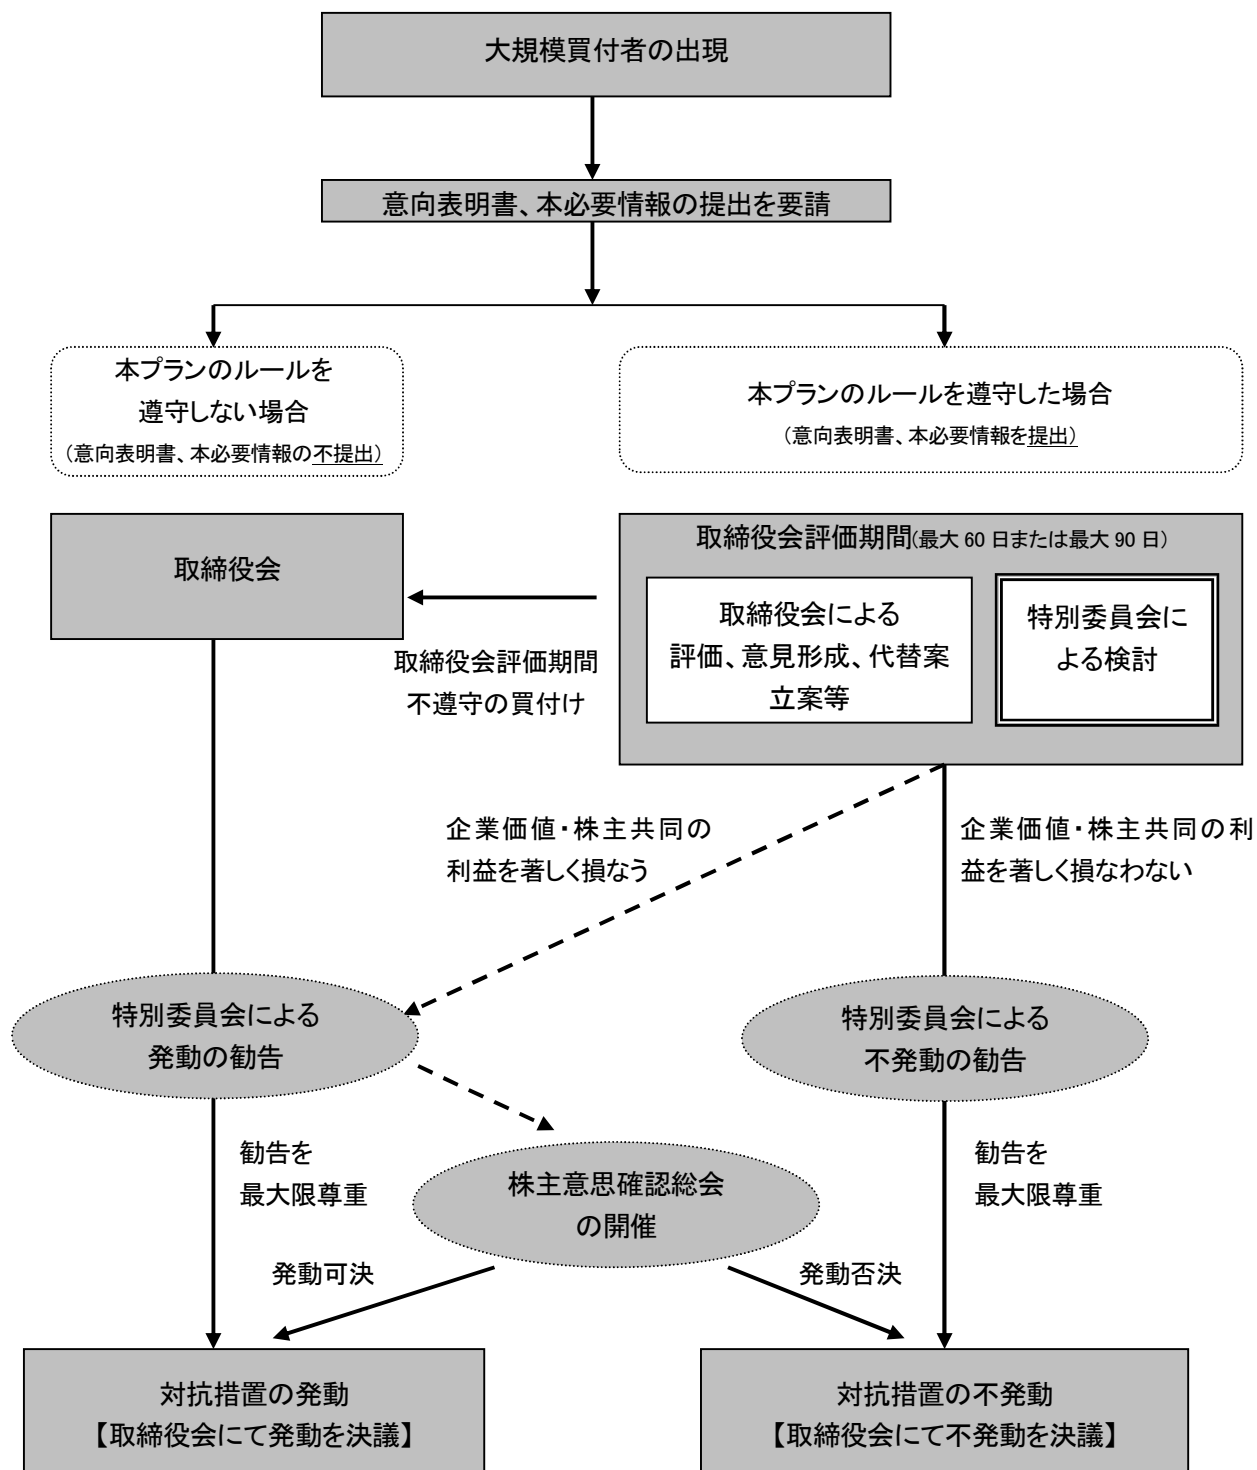 大規模買付者の出現
意向表明書、本必要情報の提出を要請
本プランのルールを
遵守しない場合
（意向表明書、本必要情報の不提出）
本プランのルールを遵守した場合
（意向表明書、本必要情報を提出）
取締役会
取締役会評価期間（最大 60 日または最大 90 日）
取締役会による
評価、意見形成、代替案
立案等
特別委員会に
よる検討
取締役会評価期間
不遵守の買付け
企業価値・株主共同の
利益を著しく損なう
企業価値・株主共同の利
益を著しく損なわない
特別委員会による
発動の勧告
特別委員会による
不発動の勧告
勧告を
最大限尊重
株主意思確認総会
の開催
勧告を
最大限尊重
発動可決
発動否決
対抗措置の発動
【取締役会にて発動を決議】
対抗措置の不発動
【取締役会にて不発動を決議】